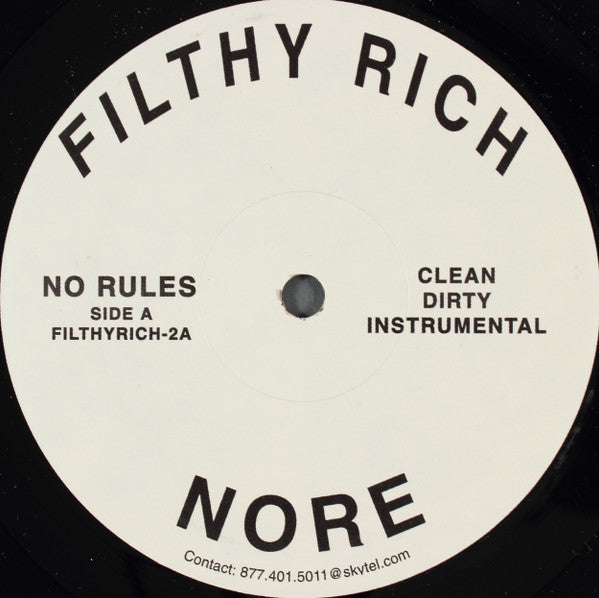 FILTHY RICH
NO RULES
SIDE A
FILTHYRICH-2A
CLEAN
DIRTY
INSTRUMENTAL
NORE
Contact: 877.401.5011@skytel.com